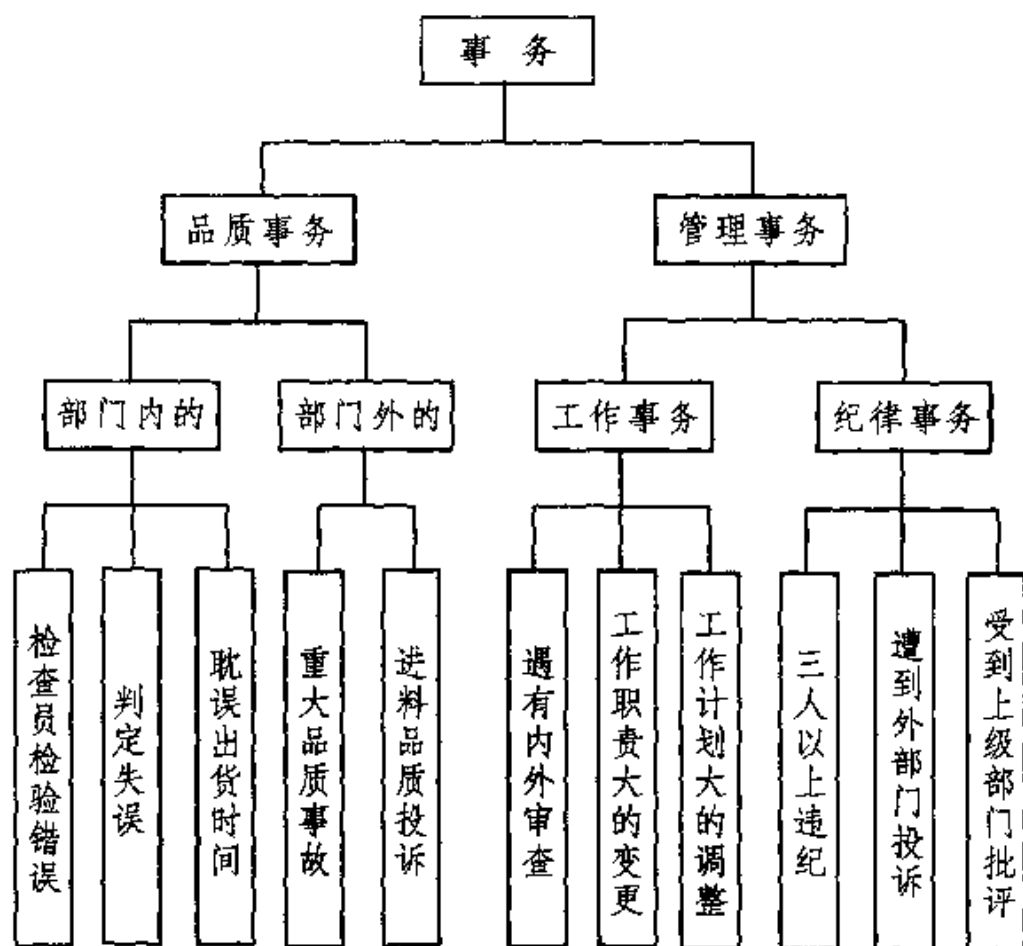 事务
品质事务
管理事务
部门内的
部门外的
工作事务
纪律事务
检查员检验错误
判定失误
耽误出货时间
重大品质事故
进料品质投诉
遇有内外审查
工作职责大的变更
工作计划大的调整
三人以上违纪
遭到外部门投诉
受到上级部门批评